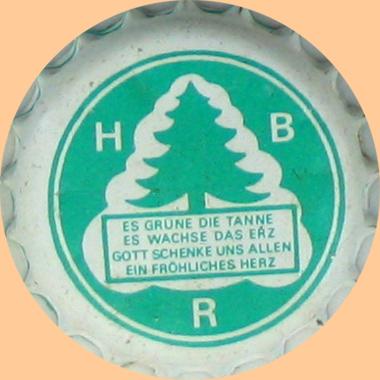 H B
ES GRÜNE DIE TANNE
ES WACHSE DAS ERZ
GOTT SCHENKE UNS ALLEN
EIN FRÖHLICHES HERZ
R